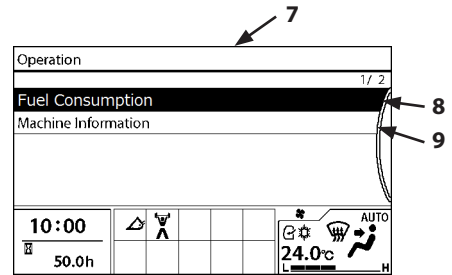 7
Operation
1/ 2
Fuel Consumption
8
Machine Information
9
10:00
AUTO
50.0h
24.0℃
L H